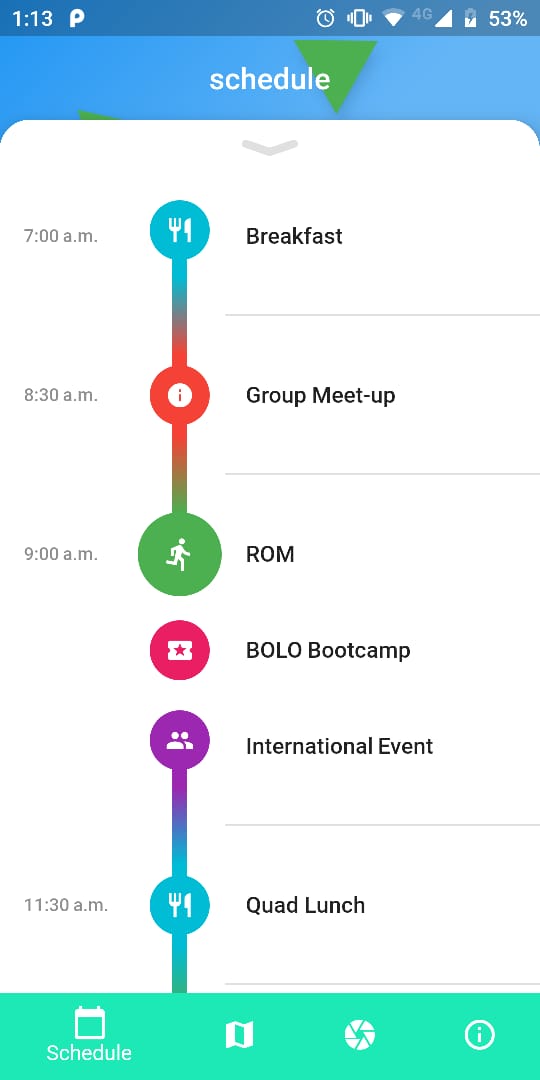 1:13
4G
53%
schedule
7:00 a.m.
Breakfast
8:30 a.m.
Group Meet-up
9:00 a.m.
ROM
BOLO Bootcamp
International Event
11:30 a.m.
Quad Lunch
Schedule